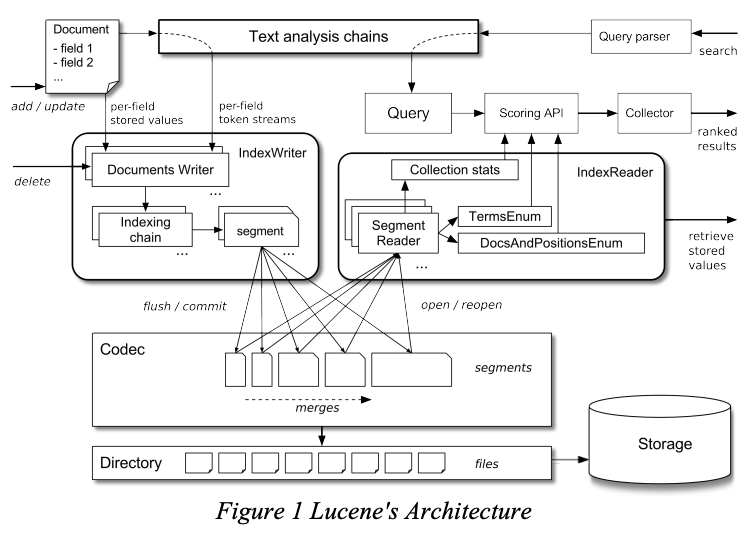 Document
- field 1
- field 2
...
Text analysis chains
Query parser
search
add / update
per-field
stored values
per-field
token streams
Query
Scoring API
Collector
ranked
results
IndexWriter
Documents Writer
...
delete
Indexing
chain
...
segment
...
IndexReader
Collection stats
Segment
Reader
...
TermsEnum
DocsAndPositionsEnum
retrieve
stored
values
flush / commit
open / reopen
Codec
segments
merges
Directory
files
Storage
Figure 1 Lucene's Architecture